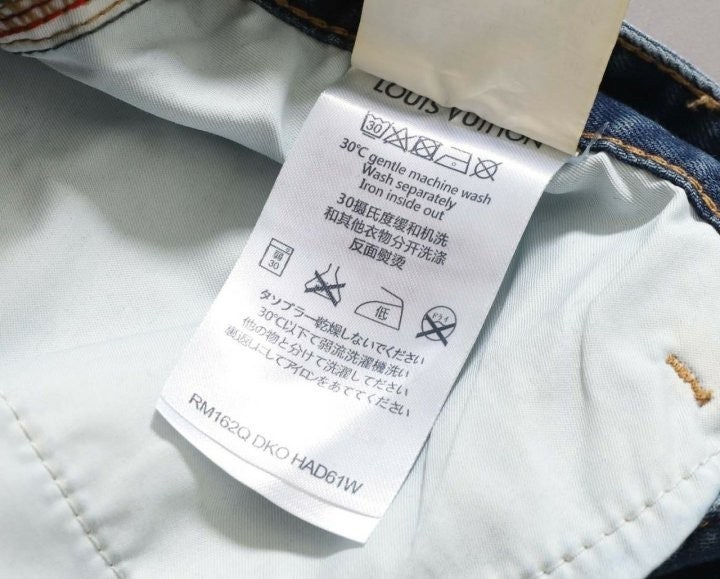 LOUIS VUITTON
30
30℃ gentle machine wash
Wash separately
Iron inside out
30摄氏度缓和机洗
和其他衣物分开洗涤
反面熨烫
弱
30
低
ドライ
タンブラー乾燥しないでください
30℃以下で弱流洗濯機洗い
他の物と分けて洗濯してください
裏返しにしてアイロンをあててください
RM162Q DKO HAD61W